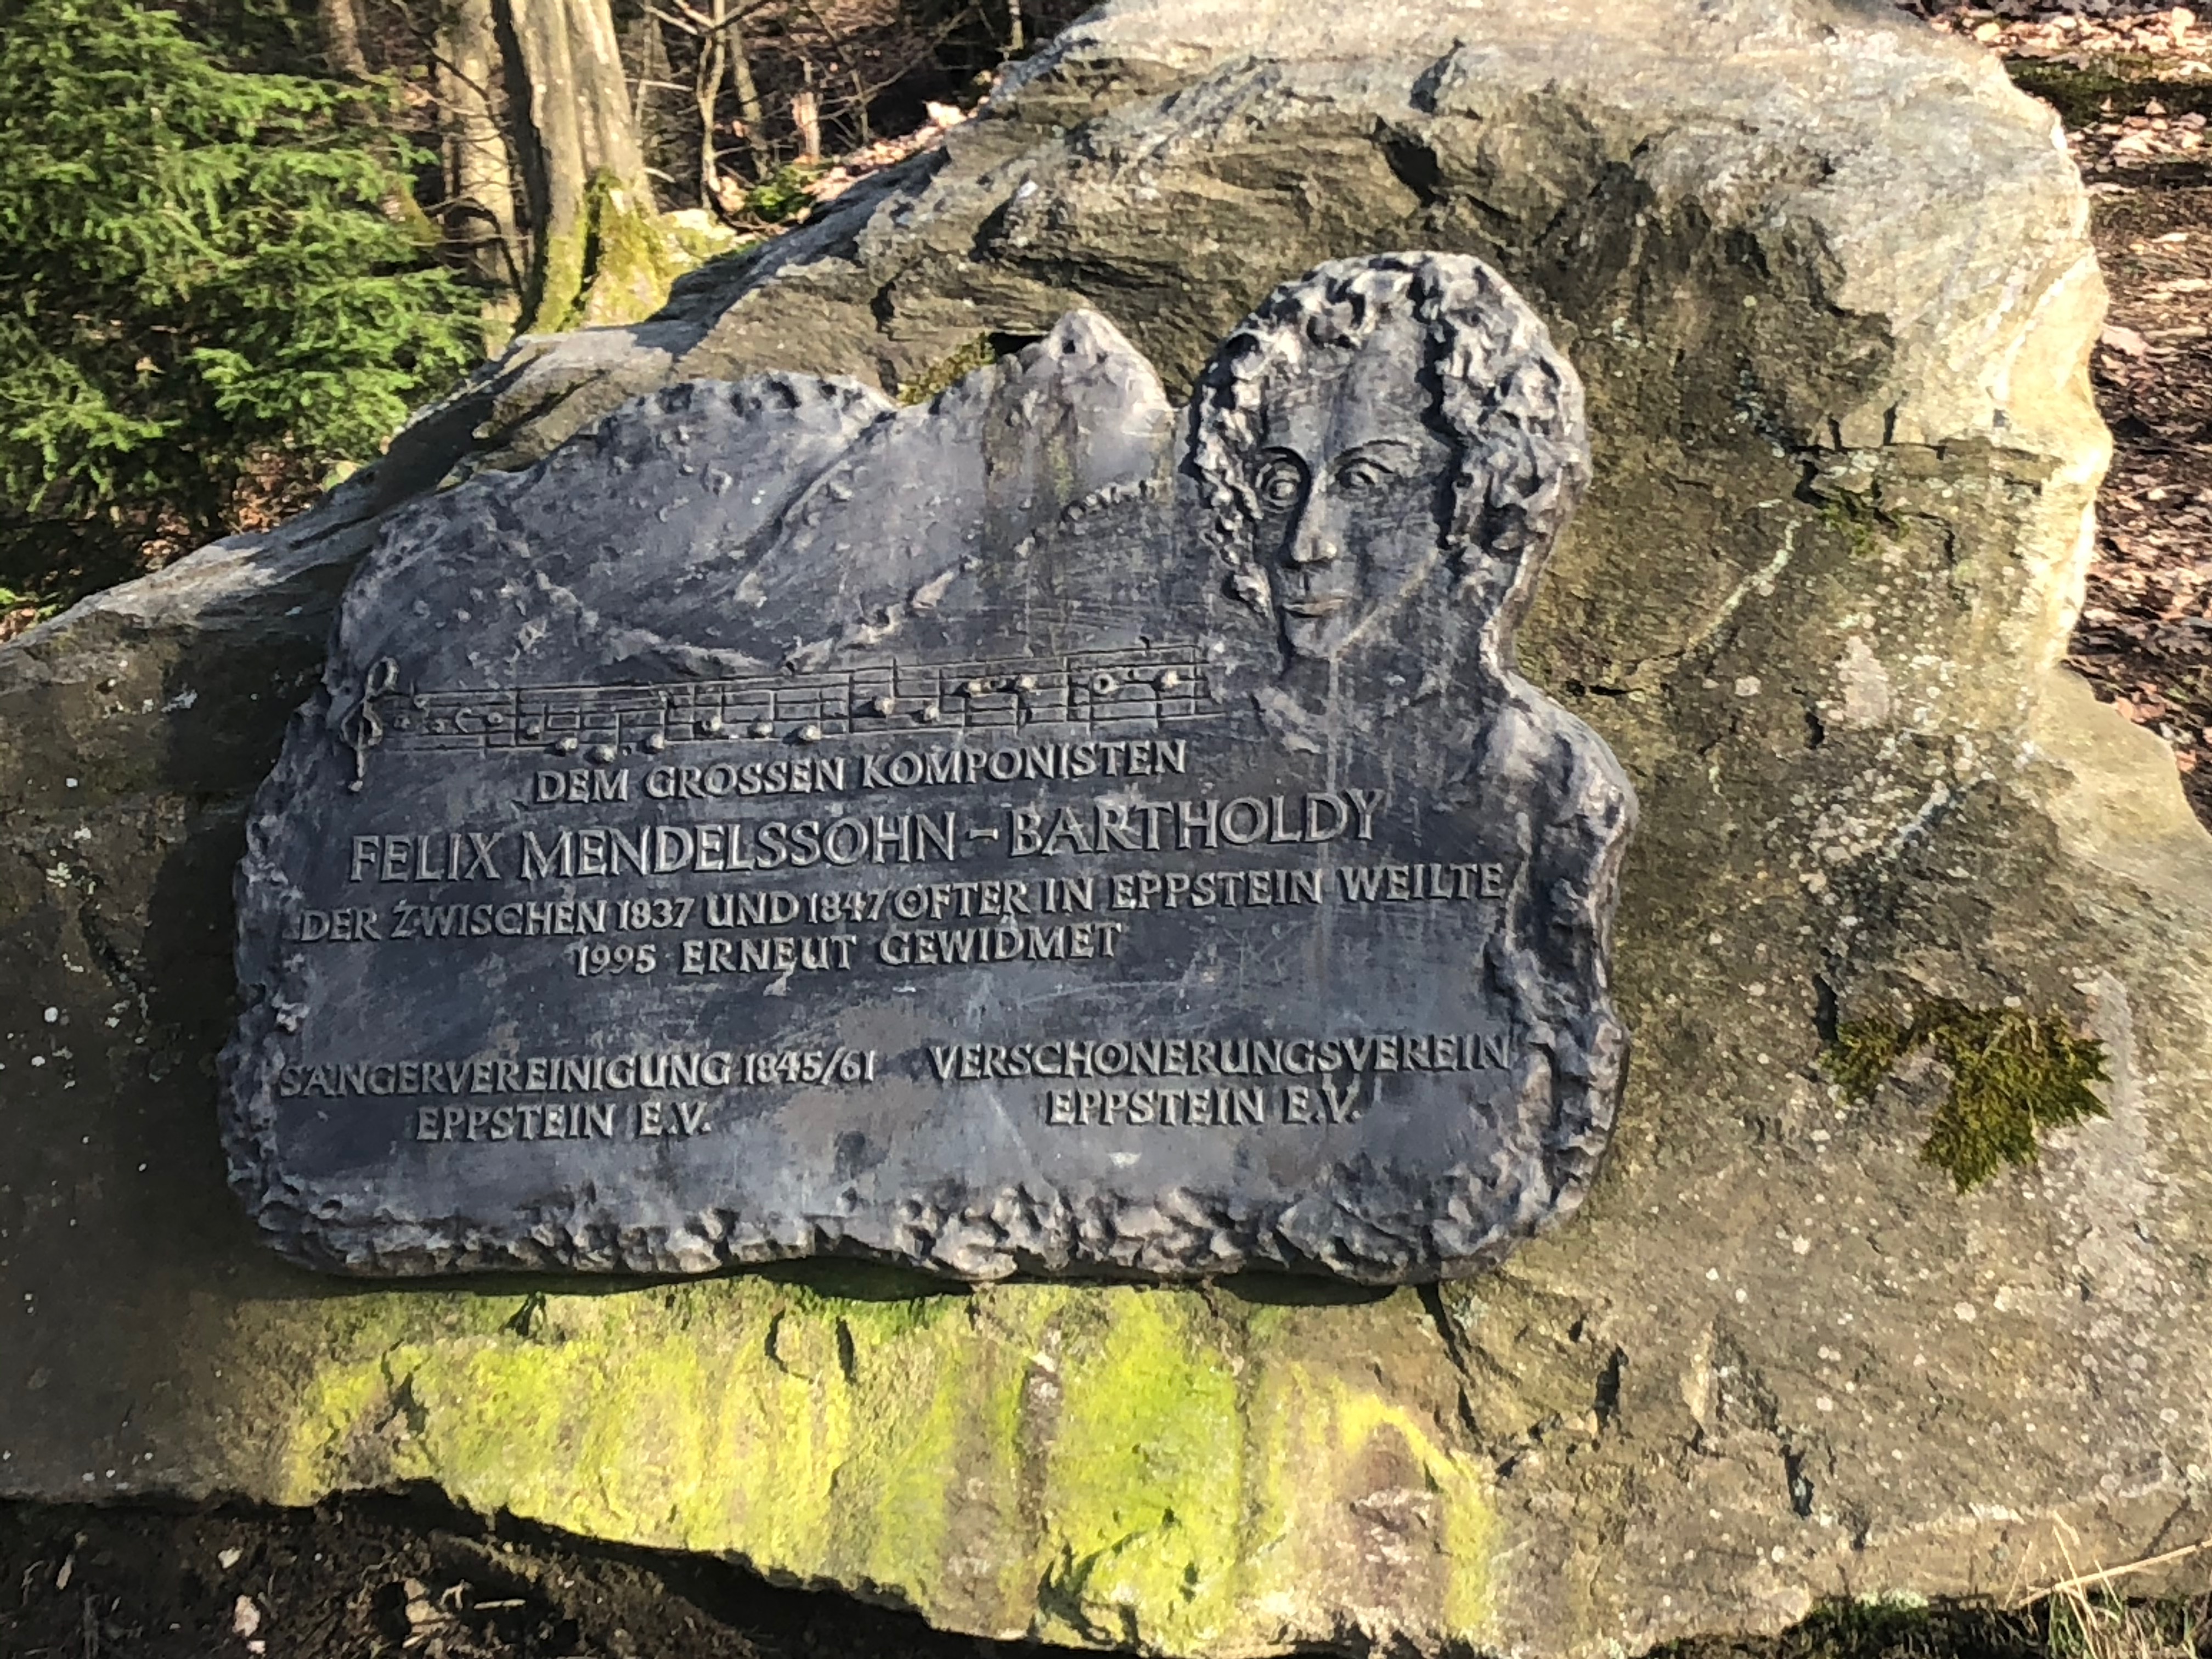 DEM GROSSEN KOMPONISTEN
FELIX MENDELSSOHN-BARTHOLDY
DER ZWISCHEN 1837 UND 1847 ÖFTER IN EPPSTEIN WEILTE
1995 ERNEUT GEWIDMET
SÄNGERVEREINIGUNG 1845/61
EPPSTEIN E.V.
VERSCHÖNERUNGSVEREIN
EPPSTEIN E.V.